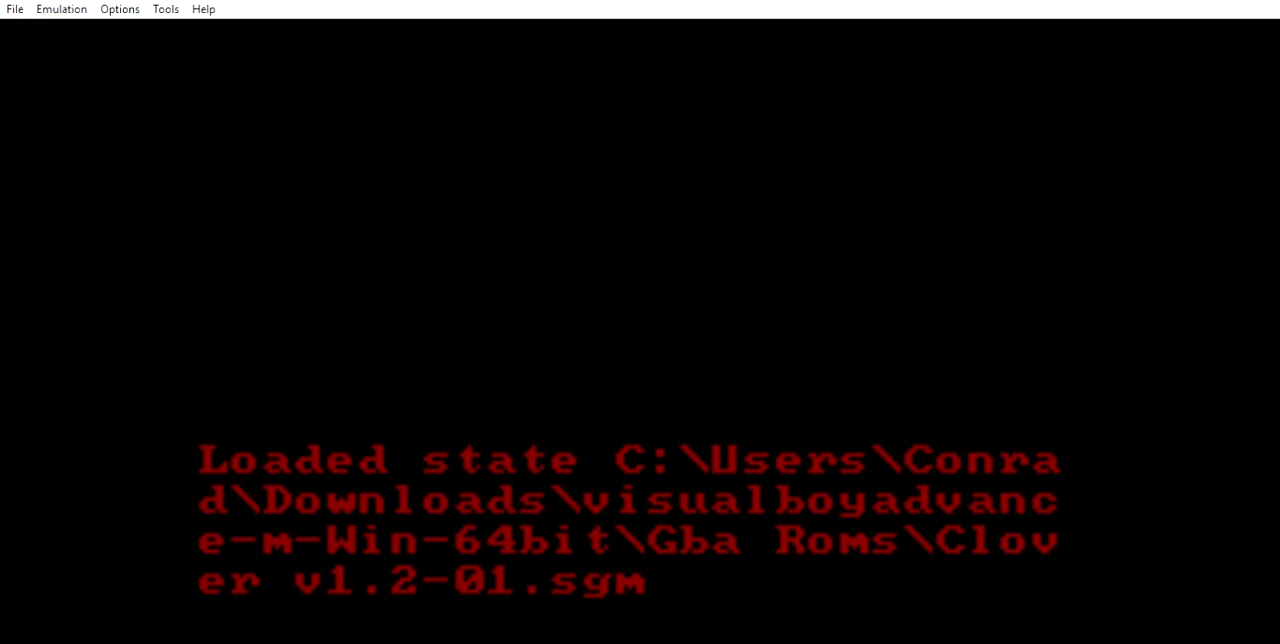 File Emulation Options Tools Help
Loaded state C:\Users\Conra
d\Downloads\visualboyadvanc
e-m-Win-64bit\Gba Roms\Clov
er v1.2-01.sgm